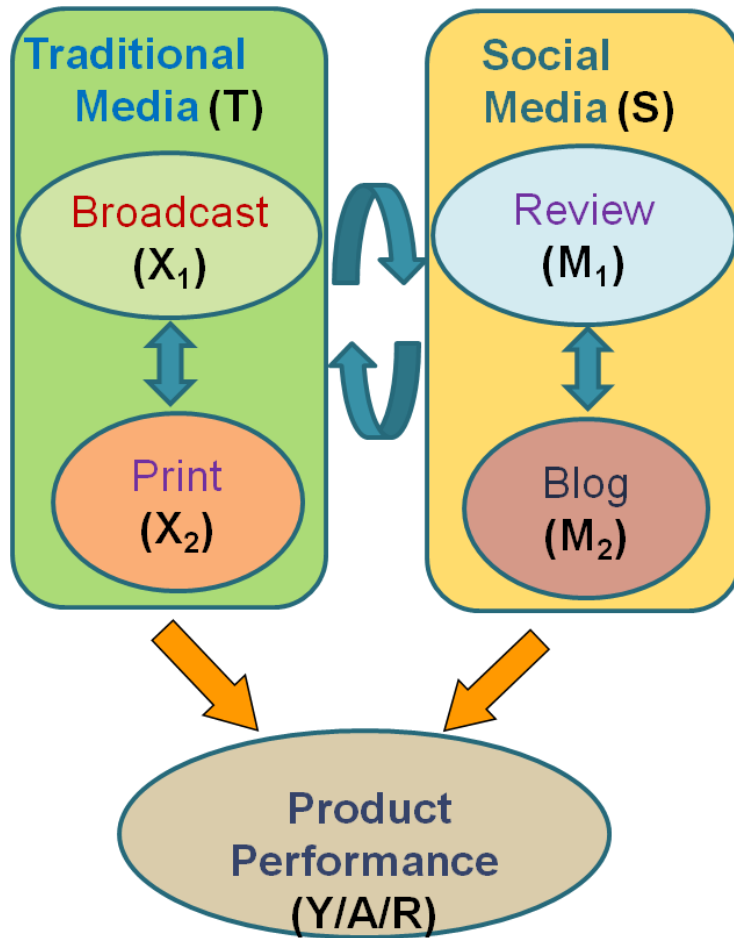 Traditional
Media (T)
Broadcast
(X₁)
Print
(X₂)
Social
Media (S)
Review
(M₁)
Blog
(M₂)
Product
Performance
(Y/A/R)